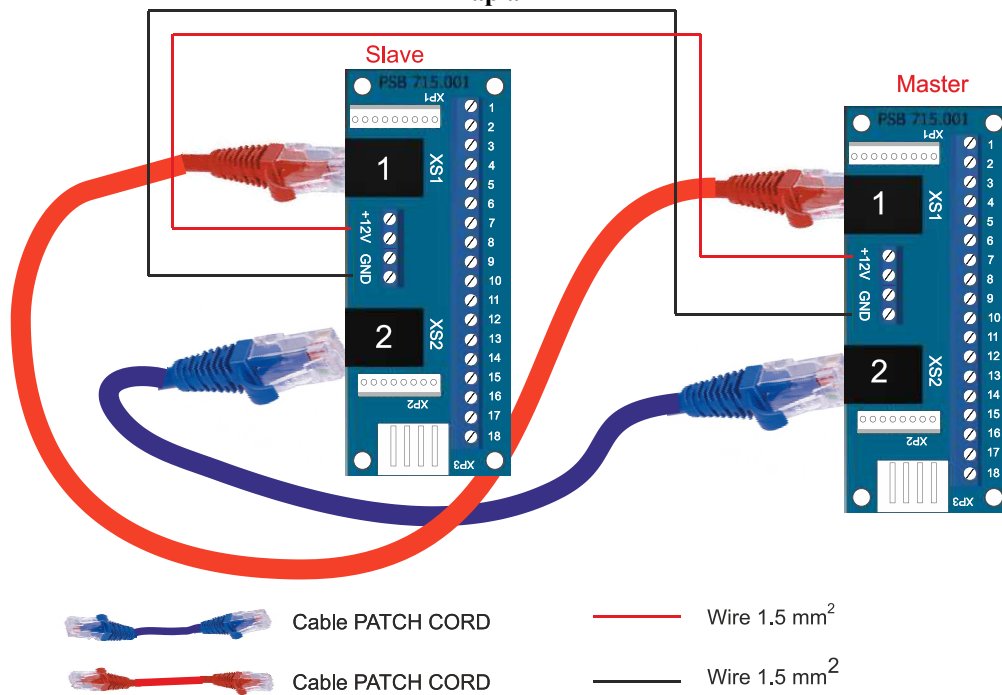 Slave
PSB 715.001
XP1
1
2
3
4
5
6
7
8
9
10
11
12
13
14
15
16
17
18
1
XS1
+12V
GND
2
XS2
XP2
XP3
Master
PSB 715.001
XP1
1
2
3
4
5
6
7
8
9
10
11
12
13
14
15
16
17
18
1
XS1
+12V
GND
2
XS2
XP2
XP3
Cable PATCH CORD
Wire 1.5 mm²
Cable PATCH CORD
Wire 1.5 mm²